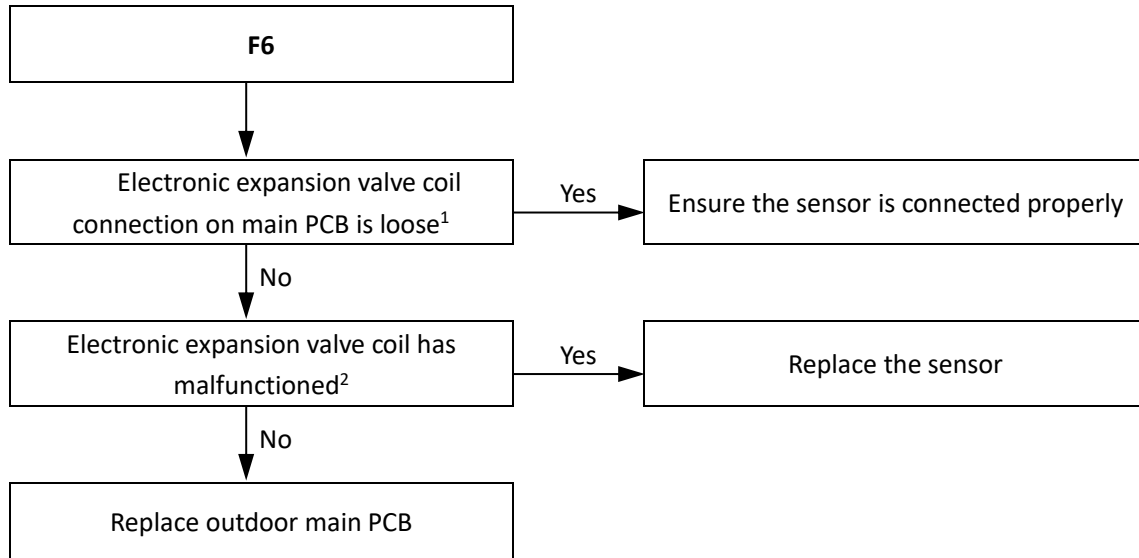 F6
Electronic expansion valve coil
connection on main PCB is loose1
Yes
Ensure the sensor is connected properly
No
Electronic expansion valve coil has
malfunctioned2
Yes
Replace the sensor
No
Replace outdoor main PCB